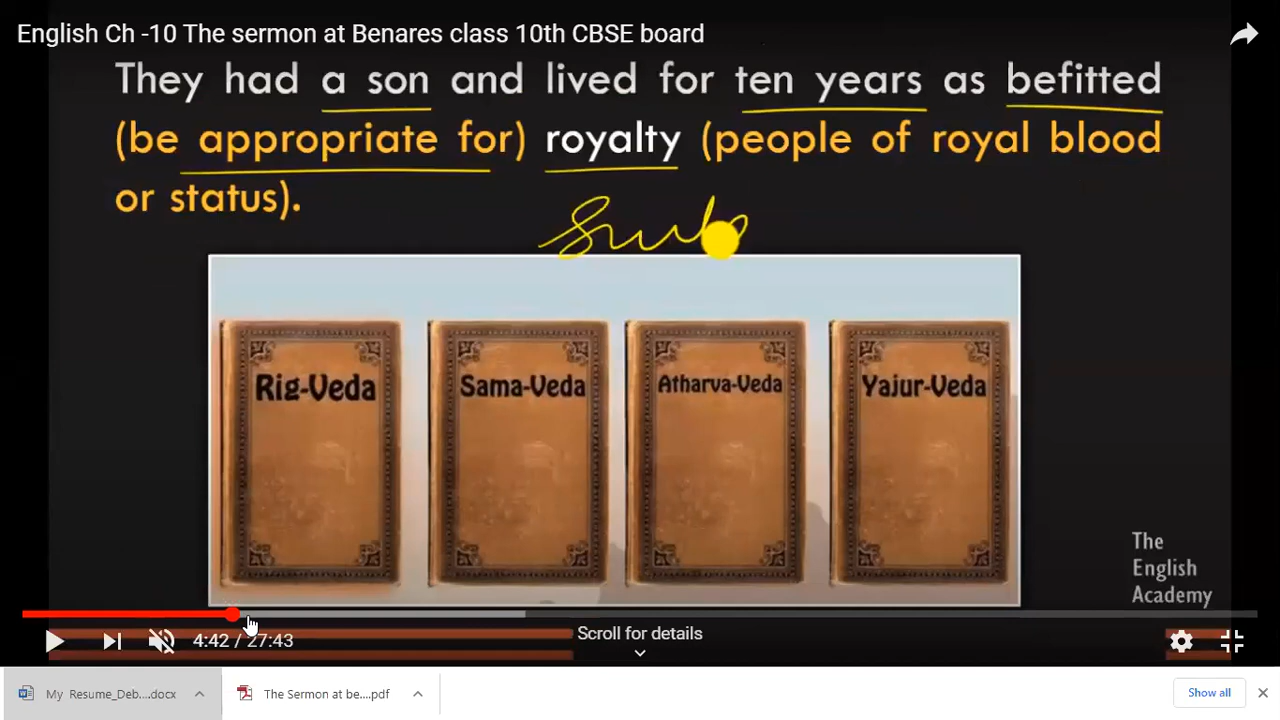 English Ch -10 The sermon at Benares class 10th CBSE board
They had a son and lived for ten years as befitted
(be appropriate for) royalty (people of royal blood
or status).
Rig-Veda Sama-Veda Atharva-Veda Yajur-Veda
The
English
Academy
4:42 / 27:43
Scroll for details
My Resume_Deb....docx
The Sermon at be....pdf
Show all